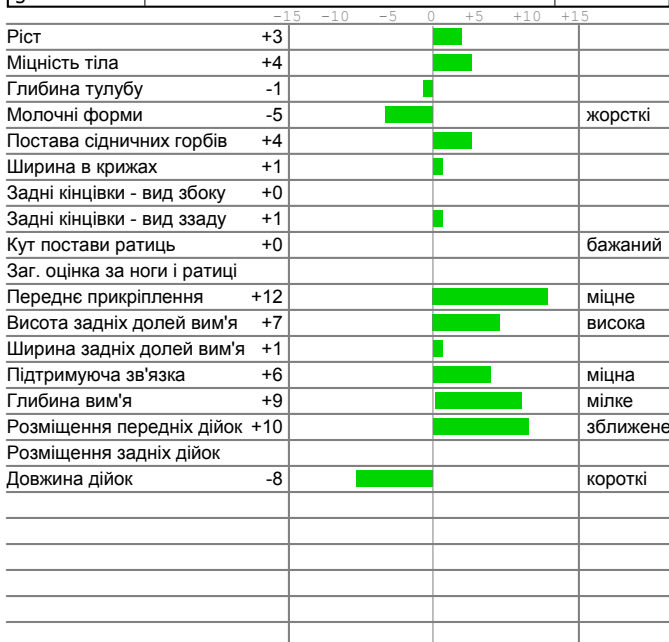 -15 -10 -5 0 +5 +10 +15
Ріст +3
Міцність тіла +4
Глибина тулубу -1
Молочні форми -5 жорсткі
Постава сідничних горбів +4
Ширина в крижах +1
Задні кінцівки - вид збоку +0
Задні кінцівки - вид ззаду +1
Кут постави ратиць +0 бажаний
Заг. оцінка за ноги і ратиці
Переднє прикріплення +12 міцне
Висота задніх долей вим'я +7 висока
Ширина задніх долей вим'я +1
Підтримуюча зв'язка +6 міцна
Глибина вим'я +9 мілке
Розміщення передніх дійок +10 зближене
Розміщення задніх дійок
Довжина дійок -8 короткі